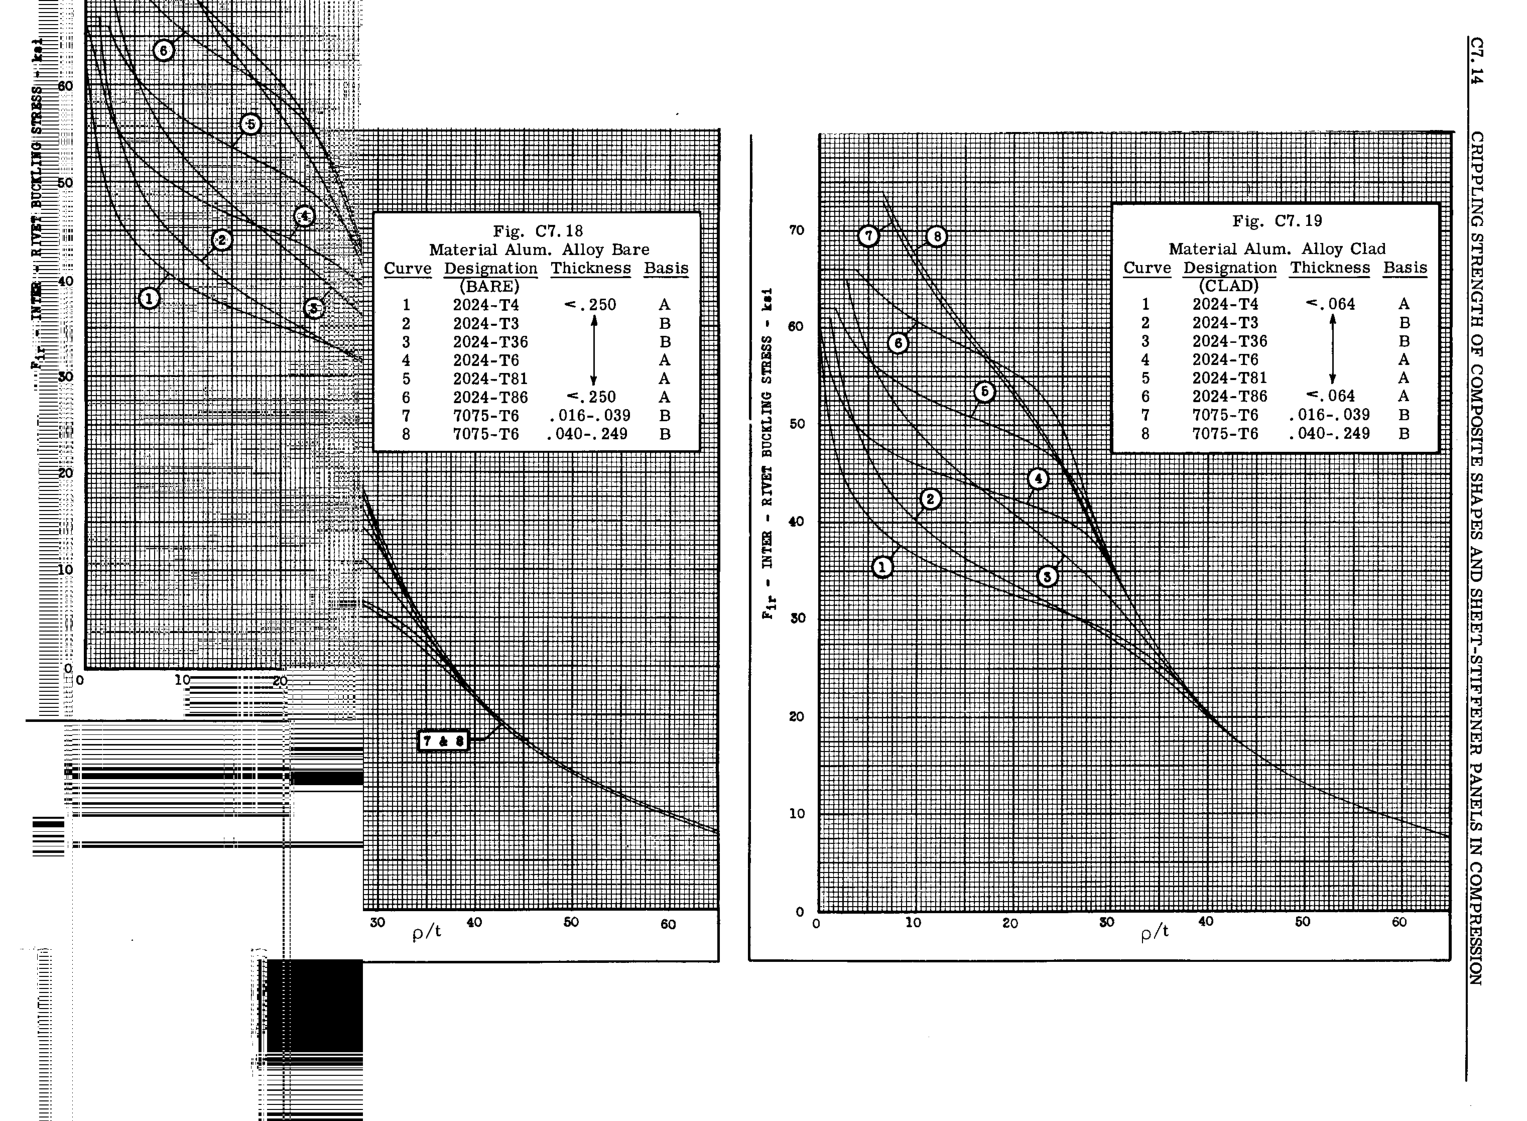 C7.14 CRIPPLING STRENGTH OF COMPOSITE SHAPES AND SHEET-STIFFENER PANELS IN COMPRESSION
Fir - INTER - RIVET BUCKLING STRESS - ksi
60
50
40
30
20
10
0
0 10 20
6
5
4
2
3
1
Fig. C7.18
Material Alum. Alloy Bare
Curve Designation Thickness Basis
(BARE)
1 2024-T4 <.250 A
2 2024-T3 B
3 2024-T36 B
4 2024-T6 A
5 2024-T81 A
6 2024-T86 <.250 A
7 7075-T6 .016-.039 B
8 7075-T6 .040-.249 B
7 & 8
30 40 50 60
ρ/t
Fir - INTER - RIVET BUCKLING STRESS - ksi
70
60
50
40
30
20
10
0
7
8
6
5
4
2
1
3
Fig. C7.19
Material Alum. Alloy Clad
Curve Designation Thickness Basis
(CLAD)
1 2024-T4 <.064 A
2 2024-T3 B
3 2024-T36 B
4 2024-T6 A
5 2024-T81 A
6 2024-T86 <.064 A
7 7075-T6 .016-.039 B
8 7075-T6 .040-.249 B
0 10 20 30 40 50 60
ρ/t